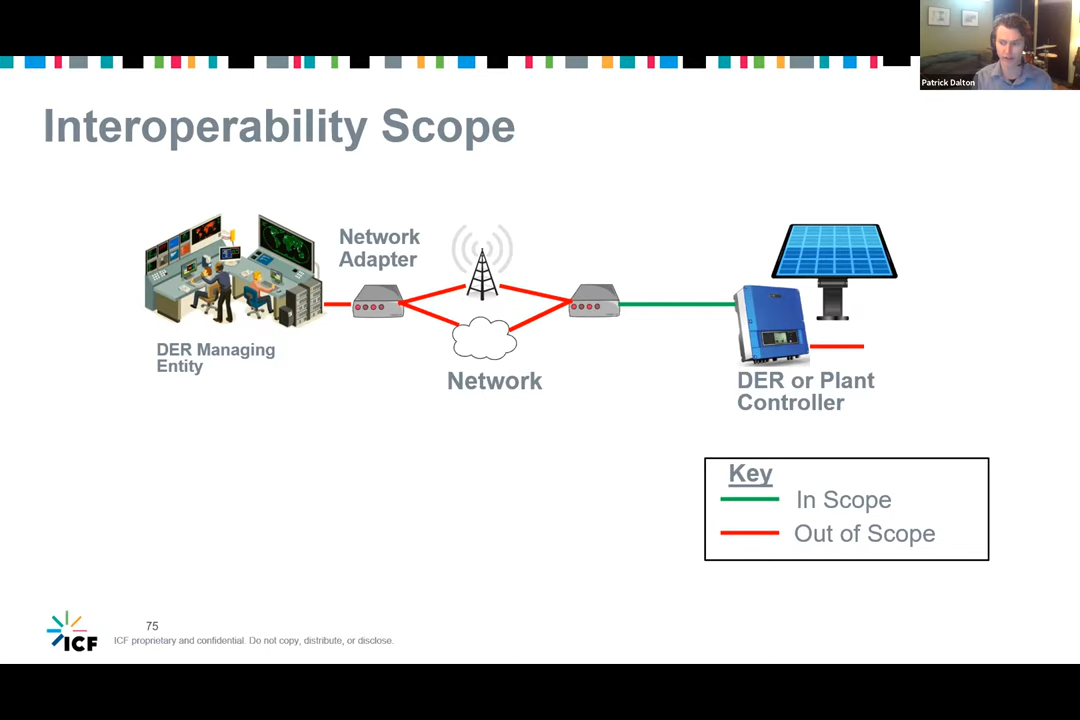 Patrick Dalton
Interoperability Scope
Network
Adapter
DER Managing
Entity
Network
DER or Plant
Controller
Key
In Scope
Out of Scope
75
ICF
ICF proprietary and confidential. Do not copy, distribute, or disclose.